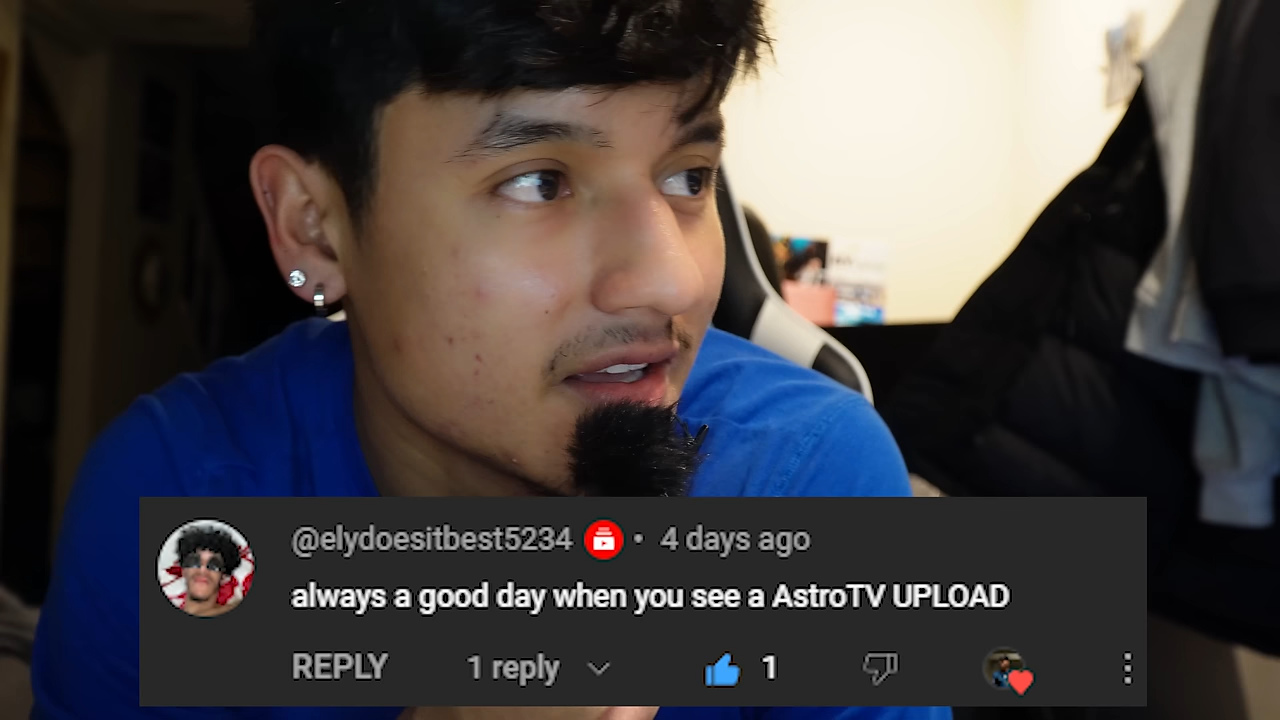 @elydoesitbest5234 • 4 days ago
always a good day when you see a AstroTV UPLOAD
REPLY 1 reply 1